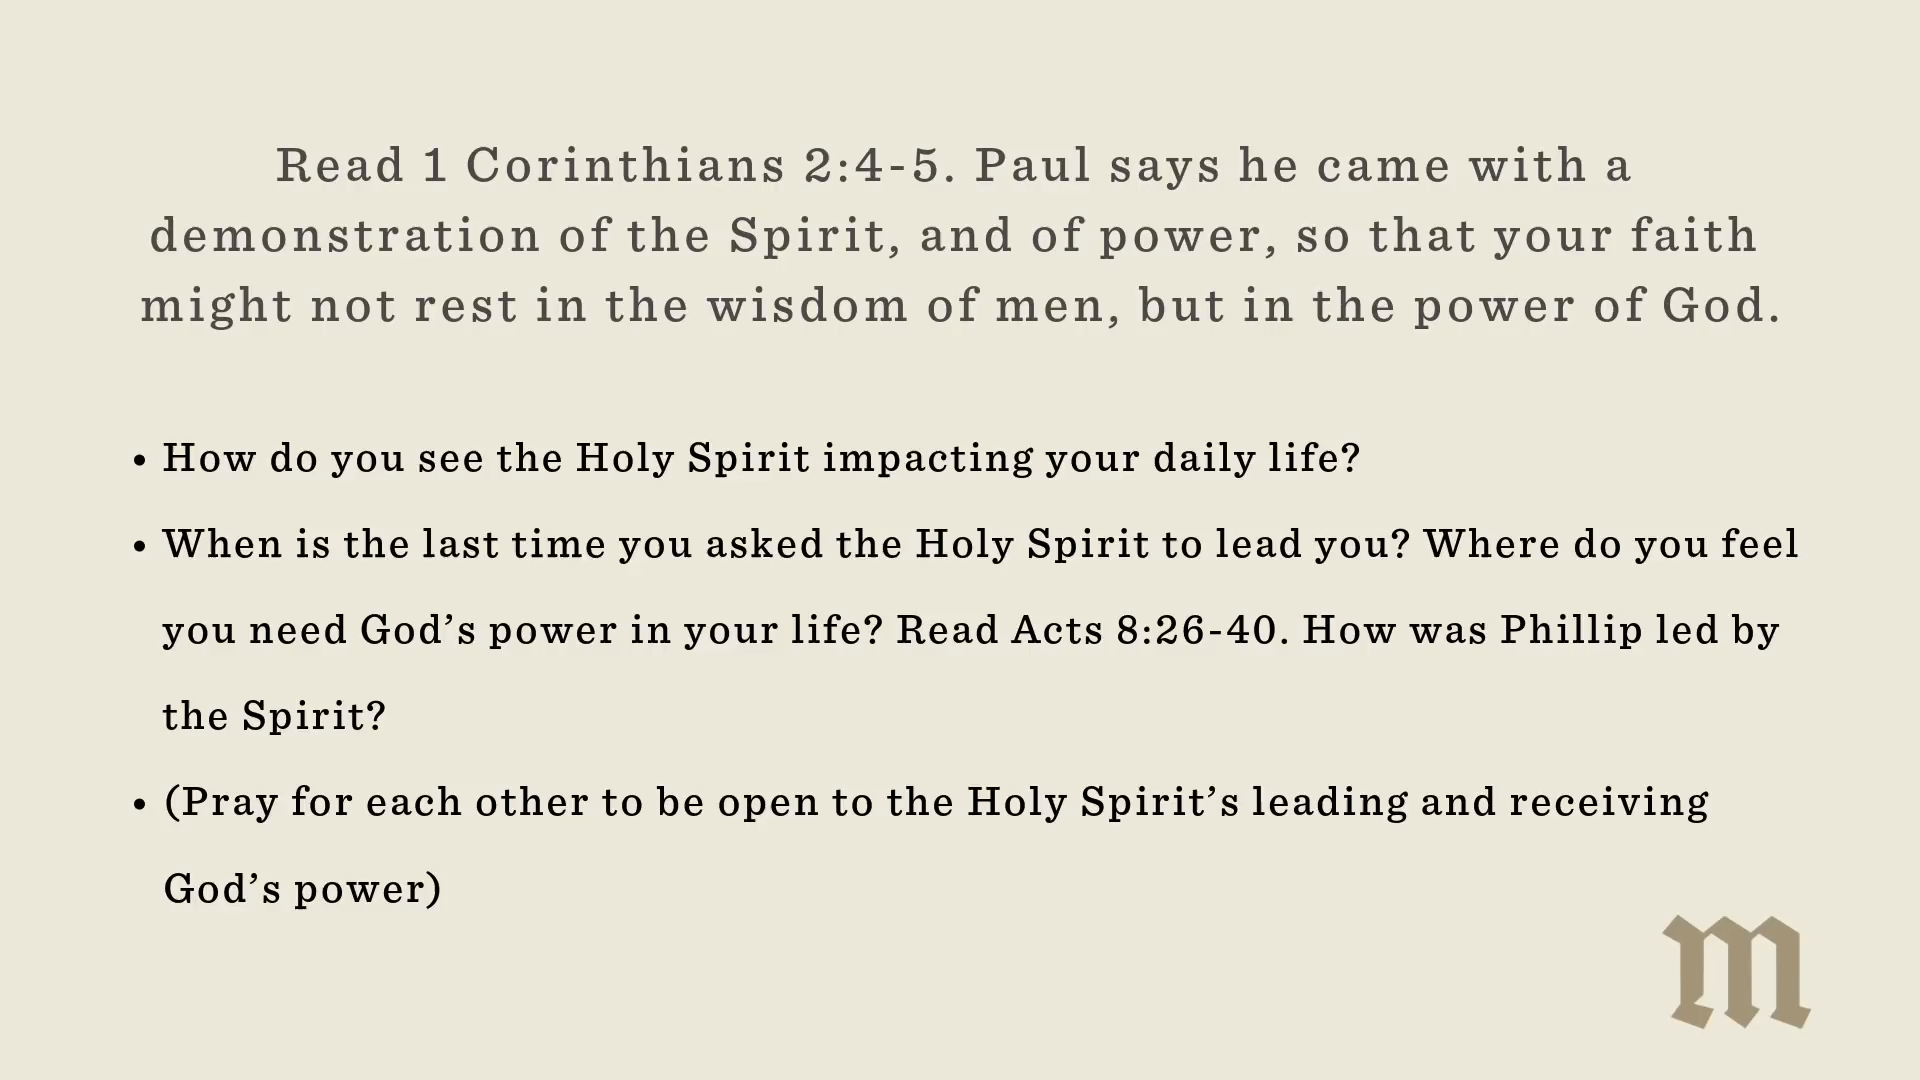 Read 1 Corinthians 2:4-5. Paul says he came with a
demonstration of the Spirit, and of power, so that your faith
might not rest in the wisdom of men, but in the power of God.
• How do you see the Holy Spirit impacting your daily life?
• When is the last time you asked the Holy Spirit to lead you? Where do you feel
you need God’s power in your life? Read Acts 8:26-40. How was Phillip led by
the Spirit?
• (Pray for each other to be open to the Holy Spirit’s leading and receiving
God’s power)
m